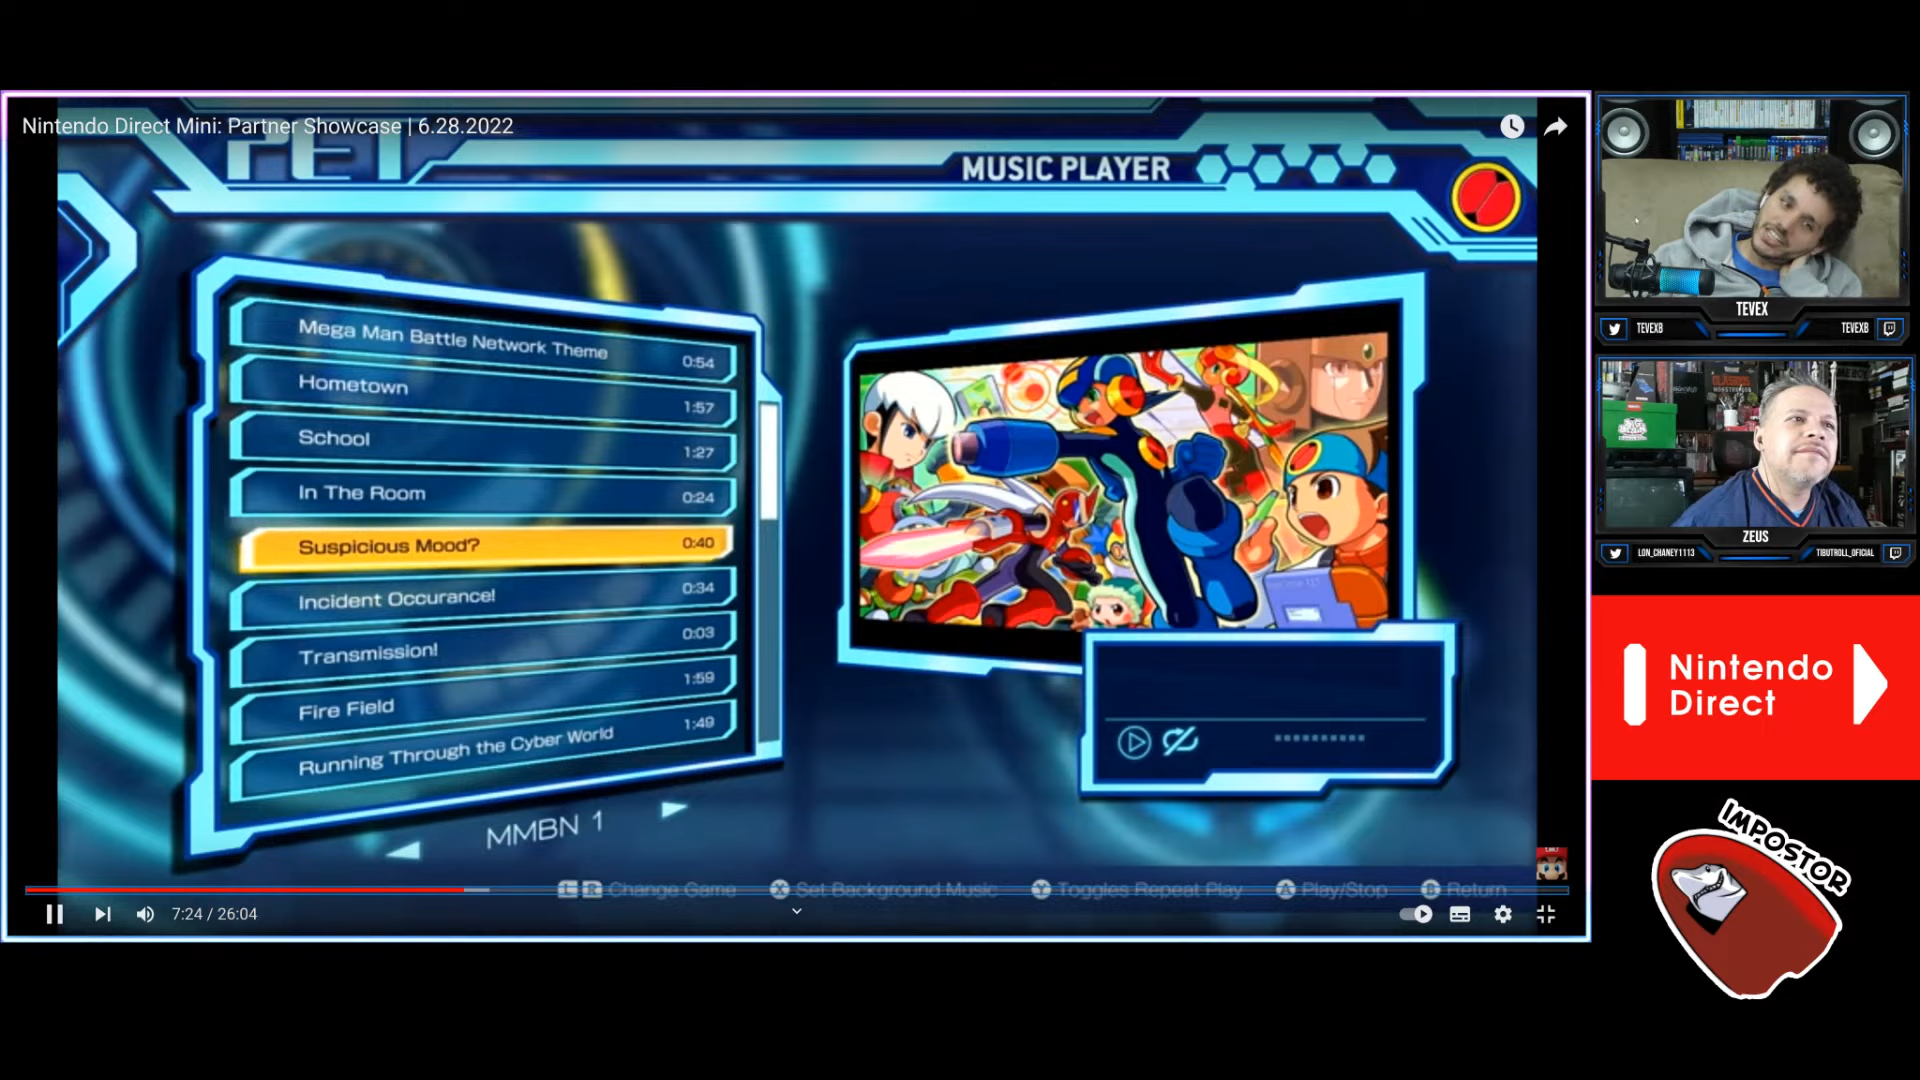 Nintendo Direct Mini: Partner Showcase | 6.28.2022
PET
MUSIC PLAYER
Mega Man Battle Network Theme 0:54
Hometown 1:57
School 1:27
In The Room 0:24
Suspicious Mood? 0:40
Incident Occurance! 0:34
Transmission! 0:03
Fire Field 1:59
Running Through the Cyber World 1:49
MMBN 1
L R Change Game X Set Background Music Y Toggles Repeat Play A Play/Stop B Return
7:24 / 26:04
TEVEX
TEVEXB TEVEXB
ZEUS
LON_CHANEY1113 TIBUTROLL_OFICIAL
Nintendo
Direct
IMPOSTOR